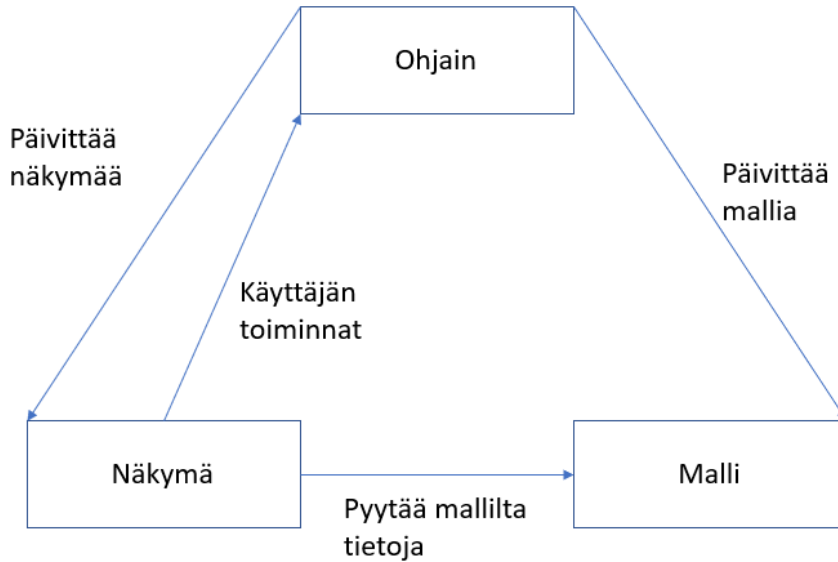 Ohjain
Päivittää
näkymää
Päivittää
mallia
Käyttäjän
toiminnat
Näkymä
Malli
Pyytää mallilta
tietoja